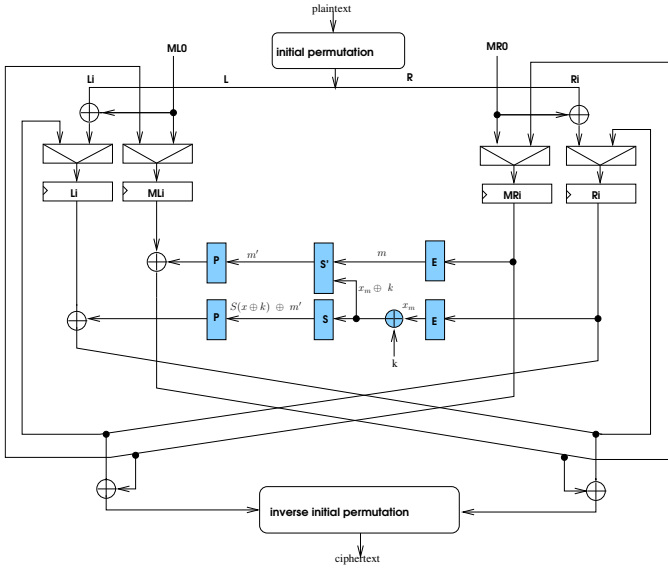 plaintext
initial permutation
ML0
MR0
Li
L
R
Ri
Li
MLi
MRi
Ri
P
m′
S'
m
E
x_m ⊕ k
P
S(x ⊕ k) ⊕ m′
S
x_m
E
k
inverse initial permutation
ciphertext